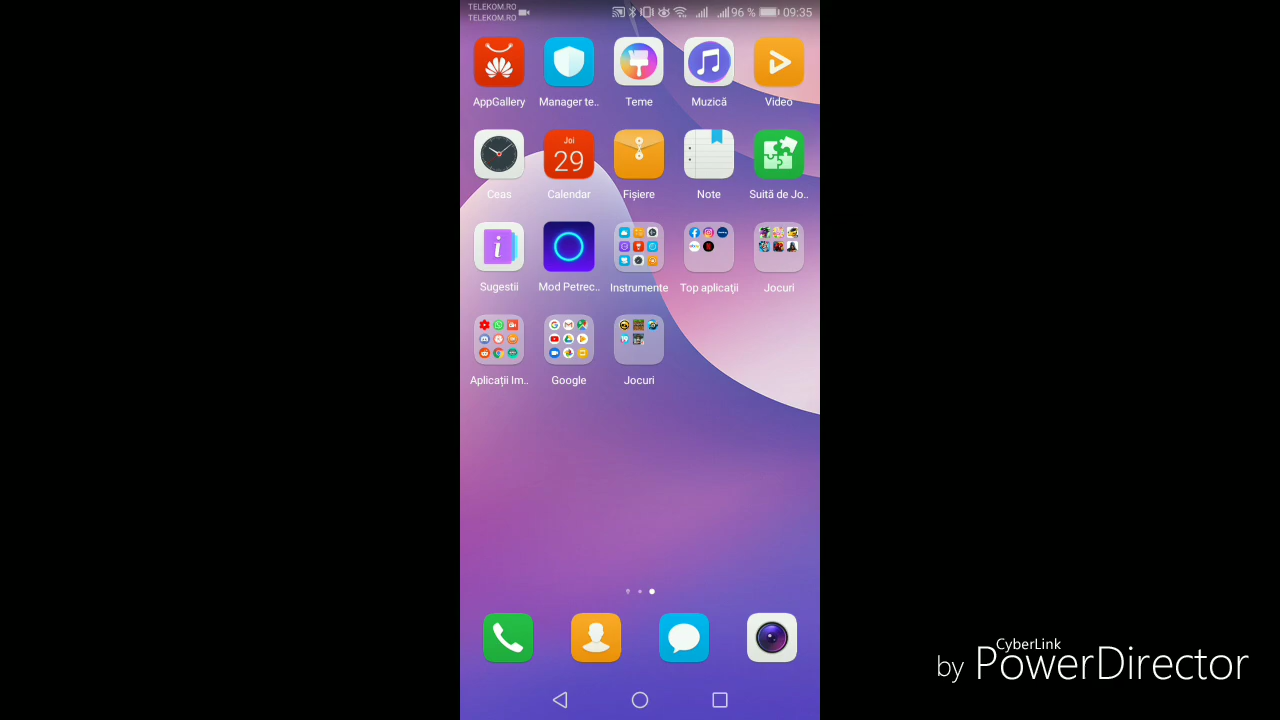 TELEKOM.RO
TELEKOM.RO
96 %
09:35
AppGallery
Manager te..
Teme
Muzică
Video
Joi
29
Ceas
Calendar
Fișiere
Note
Suită de Jo..
Sugestii
Mod Petrec..
Instrumente
Top aplicații
Jocuri
Aplicații Im..
Google
Jocuri
by CyberLink PowerDirector